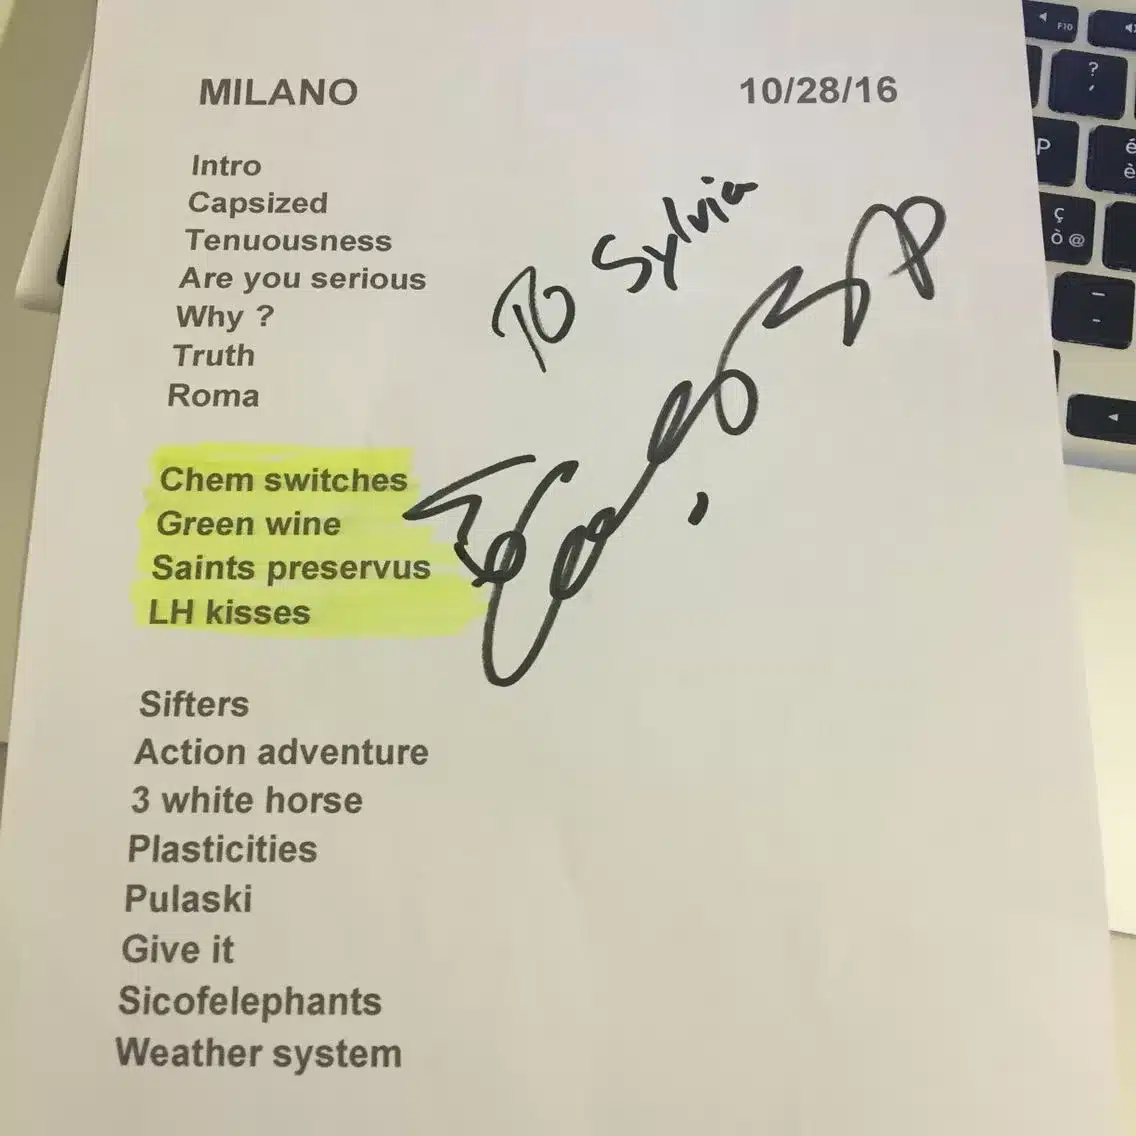 MILANO 10/28/16
Intro
Capsized
Tenuousness
Are you serious
Why ?
Truth
Roma
To Sylvia
Chem switches
Green wine
Saints preservus
LH kisses
Sifters
Action adventure
3 white horse
Plasticities
Pulaski
Give it
Sicofelephants
Weather system
F10
?
,
P
é
è
ç
ò @